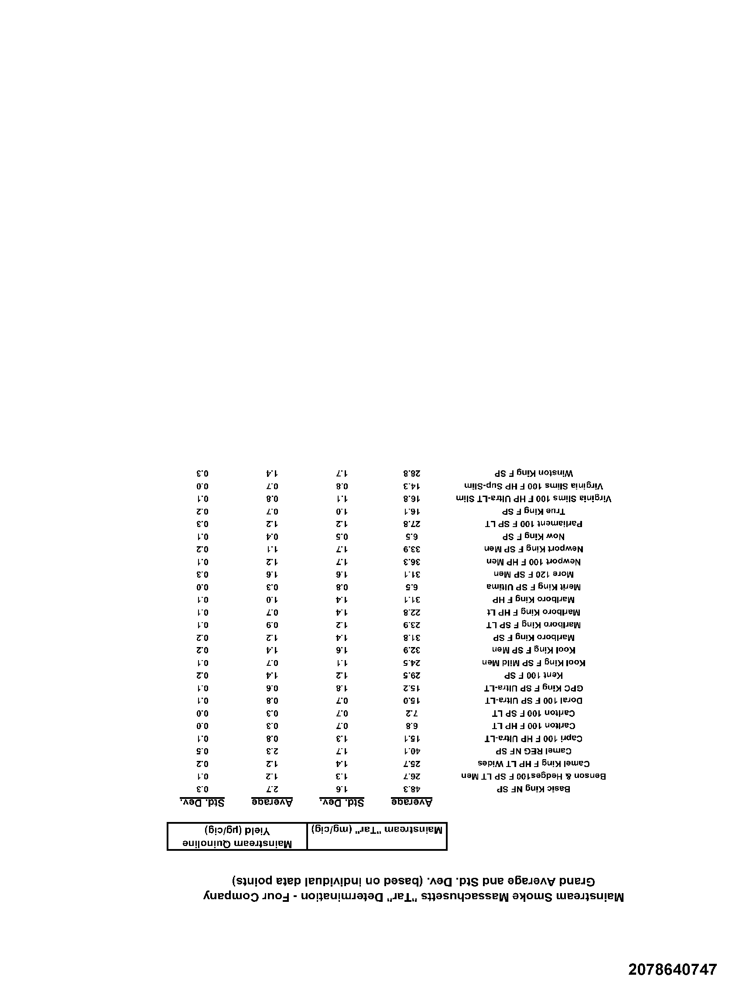 Mainstream Smoke Massachusetts "Tar" Determination - Four Company
Grand Average and Std. Dev. (based on individual data points)
Mainstream "Tar" (mg/cig) Mainstream Quinoline
Yield (µg/cig)
Average Std. Dev. Average Std. Dev.
Basic King NF SP 48.3 1.6 2.7 0.3
Benson & Hedges100 F SP LT Men 26.7 1.3 1.2 0.1
Camel King F HP LT Wides 25.7 1.4 1.2 0.2
Camel REG NF SP 40.1 1.7 2.3 0.5
Capri 100 F HP Ultra-LT 15.1 1.3 0.8 0.1
Carlton 100 F HP LT 6.8 0.7 0.3 0.0
Carlton 100 F SP LT 7.2 0.7 0.3 0.0
Doral 100 F SP Ultra-LT 15.0 0.7 0.8 0.1
GPC King F SP Ultra-LT 15.2 1.8 0.6 0.1
Kent 100 F SP 29.5 1.2 1.4 0.2
Kool King F SP Mild Men 24.5 1.1 0.7 0.1
Kool King F SP Men 32.9 1.6 1.4 0.2
Marlboro King F SP 31.8 1.4 1.2 0.2
Marlboro King F SP LT 23.9 1.2 0.9 0.1
Marlboro King F HP Lt 22.8 1.4 0.7 0.1
Marlboro King F HP 31.1 1.4 1.0 0.1
Merit King F SP Ultima 6.5 0.8 0.3 0.0
More 120 F SP Men 31.1 1.6 1.6 0.3
Newport 100 F HP Men 36.3 1.7 1.2 0.1
Newport King F SP Men 33.9 1.7 1.1 0.2
Now King F SP 6.5 0.5 0.4 0.1
Parliament 100 F SP LT 27.8 1.2 1.2 0.3
True King F SP 16.1 1.0 0.7 0.2
Virginia Slims 100 F HP Ultra-LT Slim 16.8 1.1 0.8 0.1
Virginia Slims 100 F HP Sup-Slim 14.3 0.8 0.7 0.0
Winston King F SP 28.8 1.7 1.4 0.3
2078640747